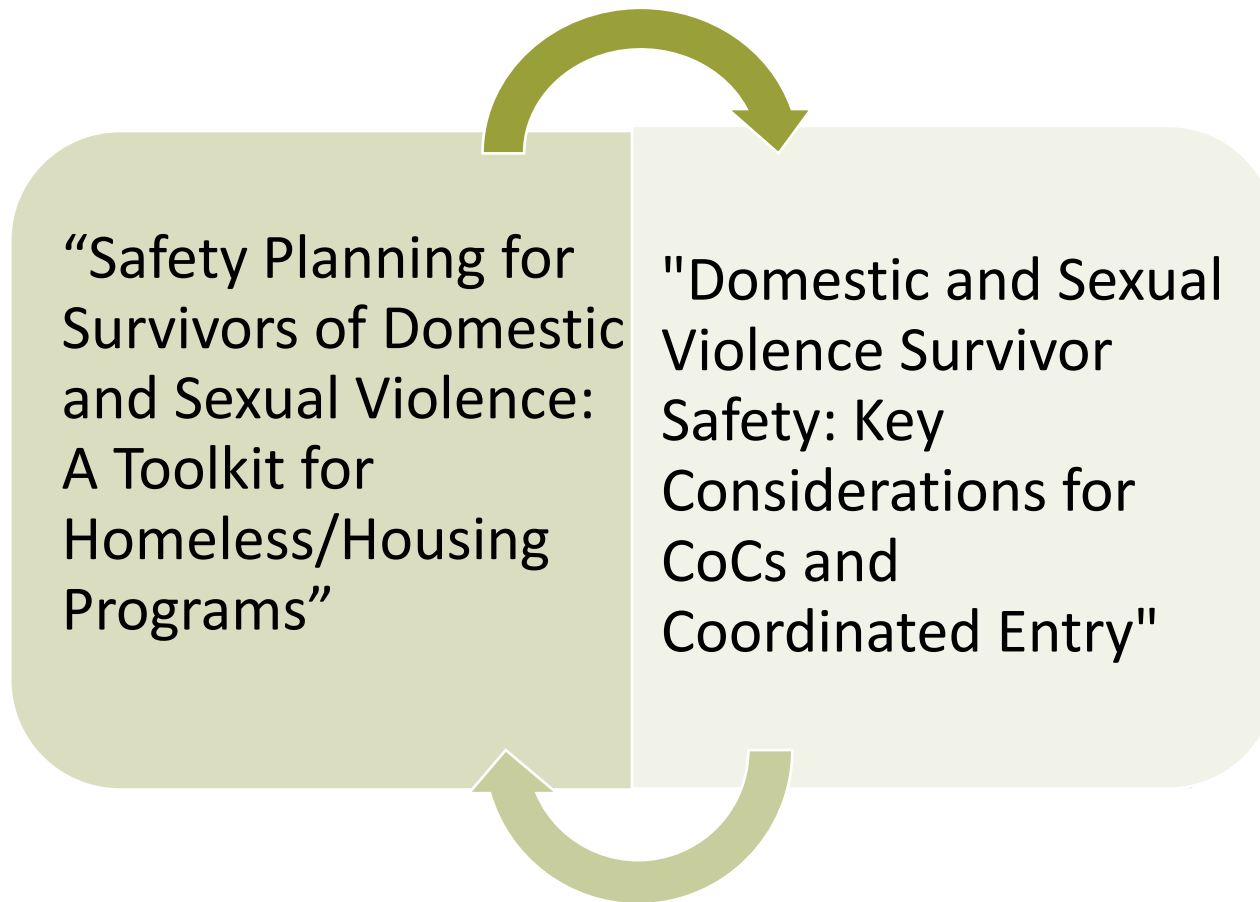 “Safety Planning for
Survivors of Domestic
and Sexual Violence:
A Toolkit for
Homeless/Housing
Programs”
"Domestic and Sexual
Violence Survivor
Safety: Key
Considerations for
CoCs and
Coordinated Entry"